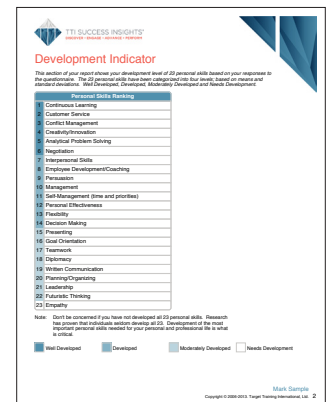 TTI SUCCESS INSIGHTS®
DISCOVER • ENGAGE • ADVANCE • PERFORM
Development Indicator
This section of your report shows your development level of 23 personal skills based on your responses to
the questionnaire. The 23 personal skills have been categorized into four levels; based on means and
standard deviations. Well Developed, Developed, Moderately Developed and Needs Development.
Personal Skills Ranking
1 Continuous Learning
2 Customer Service
3 Conflict Management
4 Creativity/Innovation
5 Analytical Problem Solving
6 Negotiation
7 Interpersonal Skills
8 Employee Development/Coaching
9 Persuasion
10 Management
11 Self-Management (time and priorities)
12 Personal Effectiveness
13 Flexibility
14 Decision Making
15 Presenting
16 Goal Orientation
17 Teamwork
18 Diplomacy
19 Written Communication
20 Planning/Organizing
21 Leadership
22 Futuristic Thinking
23 Empathy
Note: Don't be concerned if you have not developed all 23 personal skills. Research
has proven that individuals seldom develop all 23. Development of the most
important personal skills needed for your personal and professional life is what
is critical.
Well Developed Developed Moderately Developed Needs Development
Mark Sample
Copyright © 2006-2013. Target Training International, Ltd. 2